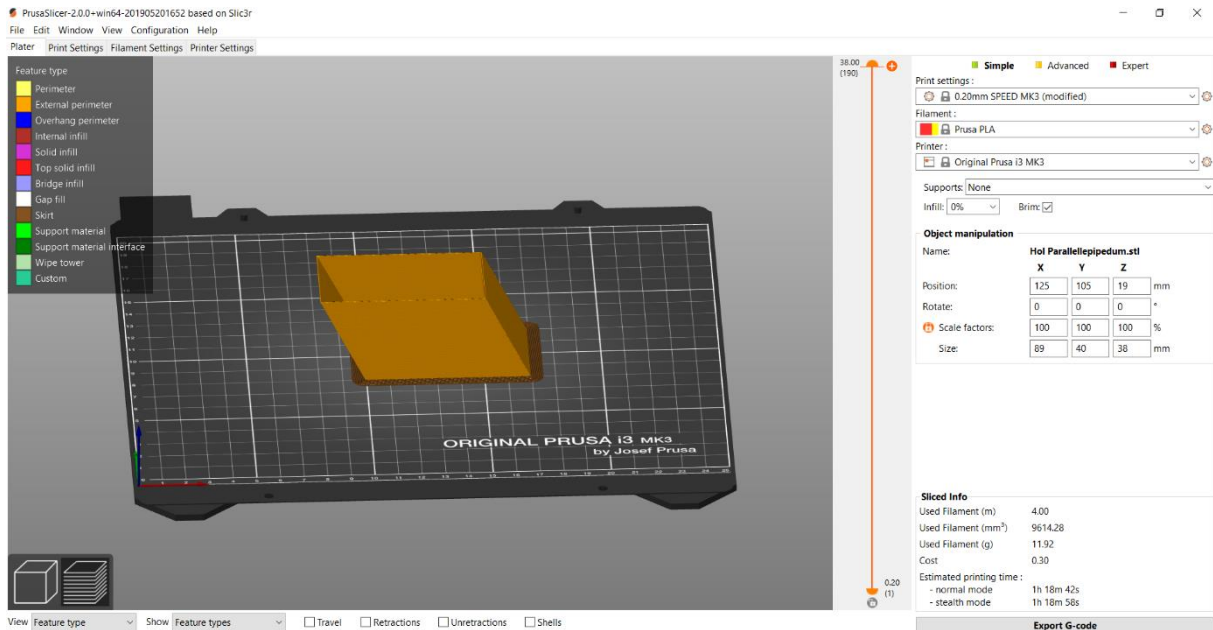 PrusaSlicer-2.0.0+win64-201905201652 based on Slic3r
File Edit Window View Configuration Help
Plater Print Settings Filament Settings Printer Settings
Feature type
Perimeter
External perimeter
Overhang perimeter
Internal infill
Solid infill
Top solid infill
Bridge infill
Gap fill
Skirt
Support material
Support material interface
Wipe tower
Custom
ORIGINAL PRUSA i3 MK3
by Josef Prusa
38.00
(190)
0.20
(1)
Simple Advanced Expert
Print settings :
0.20mm SPEED MK3 (modified)
Filament :
Prusa PLA
Printer :
Original Prusa i3 MK3
Supports: None
Infill: 0% Brim:
Object manipulation
Name: Hol Parallellepipedum.stl
X Y Z
Position: 125 105 19 mm
Rotate: 0 0 0 °
Scale factors: 100 100 100 %
Size: 89 40 38 mm
Sliced Info
Used Filament (m) 4.00
Used Filament (mm³) 9614.28
Used Filament (g) 11.92
Cost 0.30
Estimated printing time :
- normal mode 1h 18m 42s
- stealth mode 1h 18m 58s
Export G-code
View Feature type Show Feature types Travel Retractions Unretractions Shells